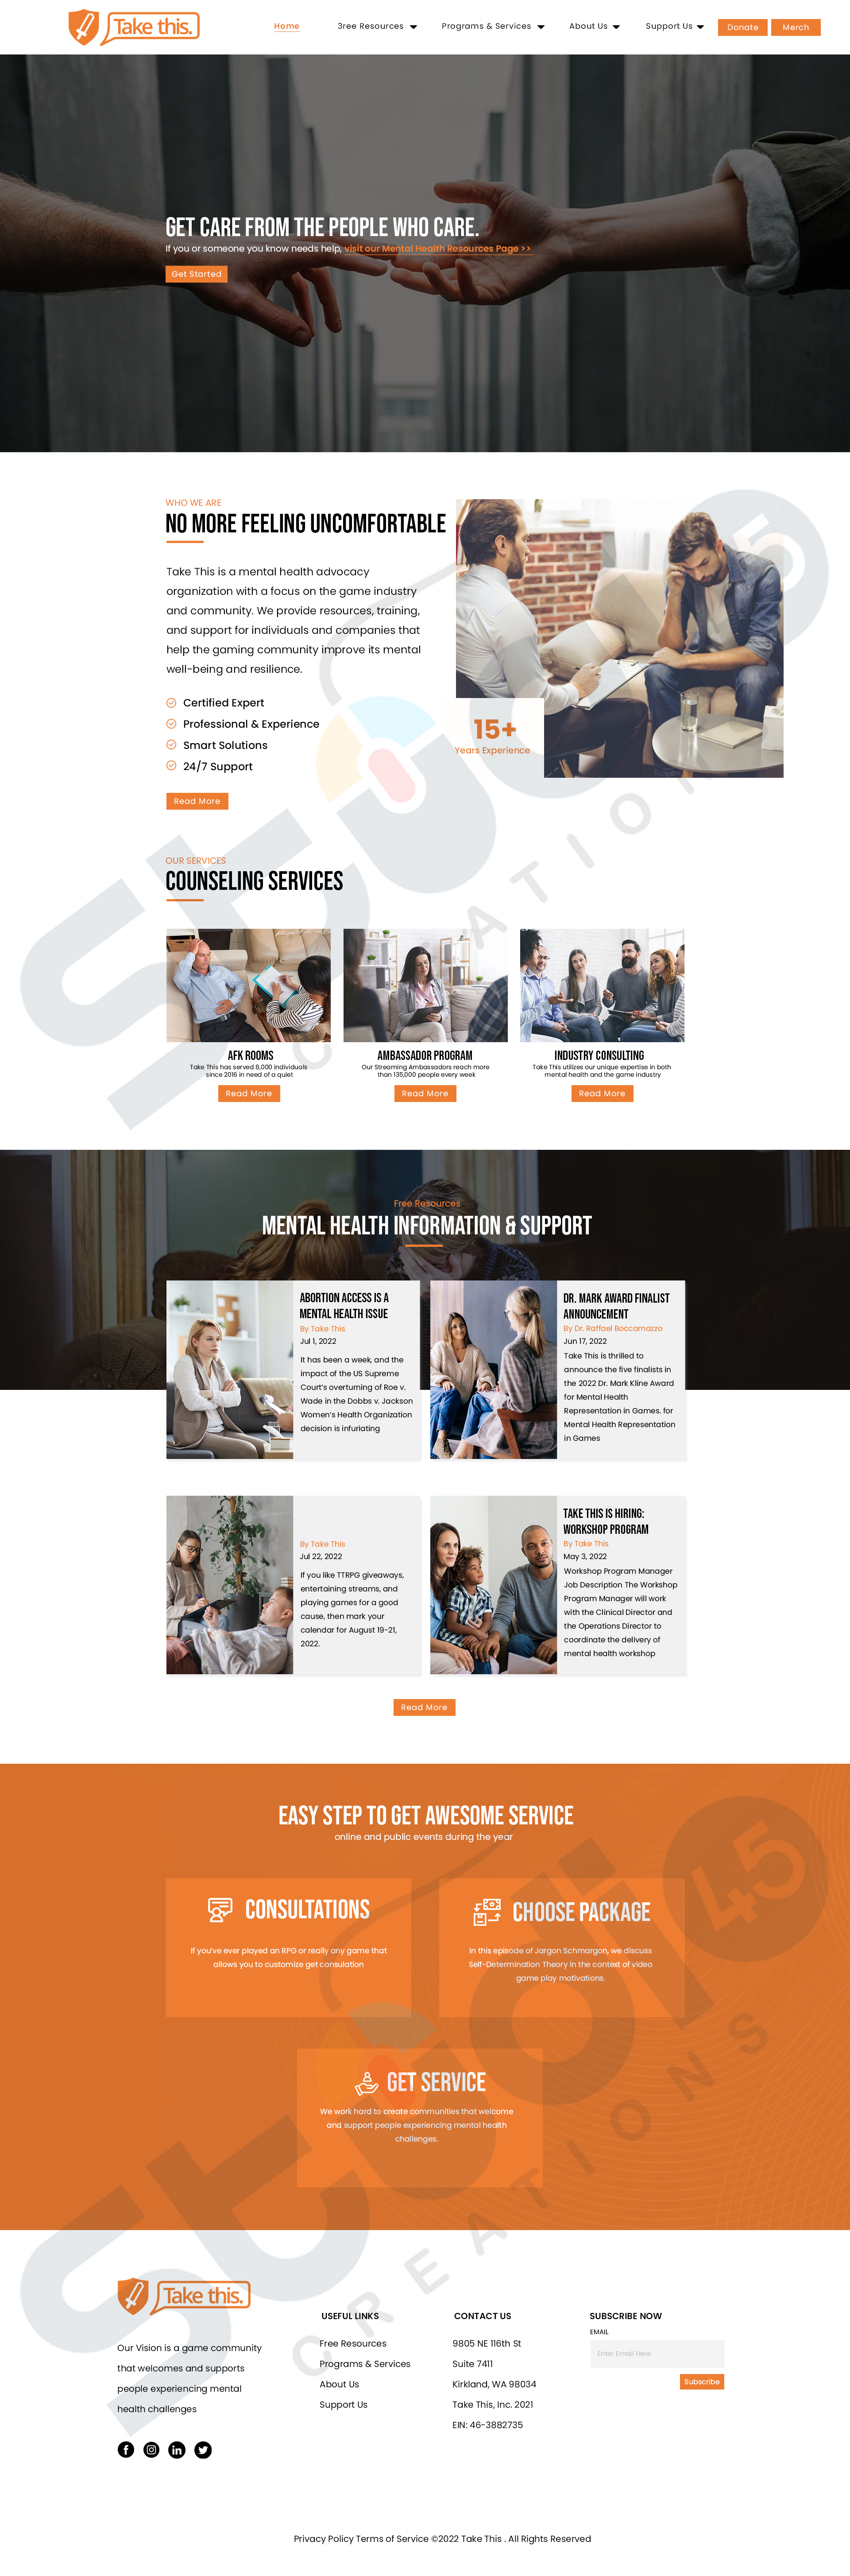 Take this.
Home
3ree Resources
Programs & Services
About Us
Support Us
Donate
Merch
GET CARE FROM THE PEOPLE WHO CARE.
If you or someone you know needs help, visit our Mental Health Resources Page >>
Get Started
WHO WE ARE
NO MORE FEELING UNCOMFORTABLE
Take This is a mental health advocacy
organization with a focus on the game industry
and community. We provide resources, training,
and support for individuals and companies that
help the gaming community improve its mental
well-being and resilience.
Certified Expert
Professional & Experience
Smart Solutions
24/7 Support
Read More
15+
Years Experience
OUR SERVICES
COUNSELING SERVICES
AFK ROOMS
Take This has served 8,000 individuals
since 2016 in need of a quiet
Read More
AMBASSADOR PROGRAM
Our Streaming Ambassadors reach more
than 135,000 people every week
Read More
INDUSTRY CONSULTING
Take This utilizes our unique expertise in both
mental health and the game industry
Read More
studio45
CREATIONS
Free Resources
MENTAL HEALTH INFORMATION & SUPPORT
ABORTION ACCESS IS A
MENTAL HEALTH ISSUE
By Take This
Jul 1, 2022
It has been a week, and the
impact of the US Supreme
Court's overturning of Roe v.
Wade in the Dobbs v. Jackson
Women's Health Organization
decision is infuriating
DR. MARK AWARD FINALIST
ANNOUNCEMENT
By Dr. Raffael Boccamazzo
Jun 17, 2022
Take This is thrilled to
announce the five finalists in
the 2022 Dr. Mark Kline Award
for Mental Health
Representation in Games. for
Mental Health Representation
in Games
By Take This
Jul 22, 2022
If you like TTRPG giveaways,
entertaining streams, and
playing games for a good
cause, then mark your
calendar for August 19-21,
2022.
TAKE THIS IS HIRING:
WORKSHOP PROGRAM
By Take This
May 3, 2022
Workshop Program Manager
Job Description The Workshop
Program Manager will work
with the Clinical Director and
the Operations Director to
coordinate the delivery of
mental health workshop
Read More
EASY STEP TO GET AWESOME SERVICE
online and public events during the year
CONSULTATIONS
If you've ever played an RPG or really any game that
allows you to customize get consulation
CHOOSE PACKAGE
In this episode of Jargon Schmargon, we discuss
Self-Determination Theory in the context of video
game play motivations.
GET SERVICE
We work hard to create communities that welcome
and support people experiencing mental health
challenges.
studio45
CREATIONS
Take this.
Our Vision is a game community
that welcomes and supports
people experiencing mental
health challenges
USEFUL LINKS
Free Resources
Programs & Services
About Us
Support Us
CONTACT US
9805 NE 116th St
Suite 7411
Kirkland, WA 98034
Take This, Inc. 2021
EIN: 46-3882735
SUBSCRIBE NOW
EMAIL
Enter Email Here
Subscribe
Privacy Policy Terms of Service ©2022 Take This . All Rights Reserved